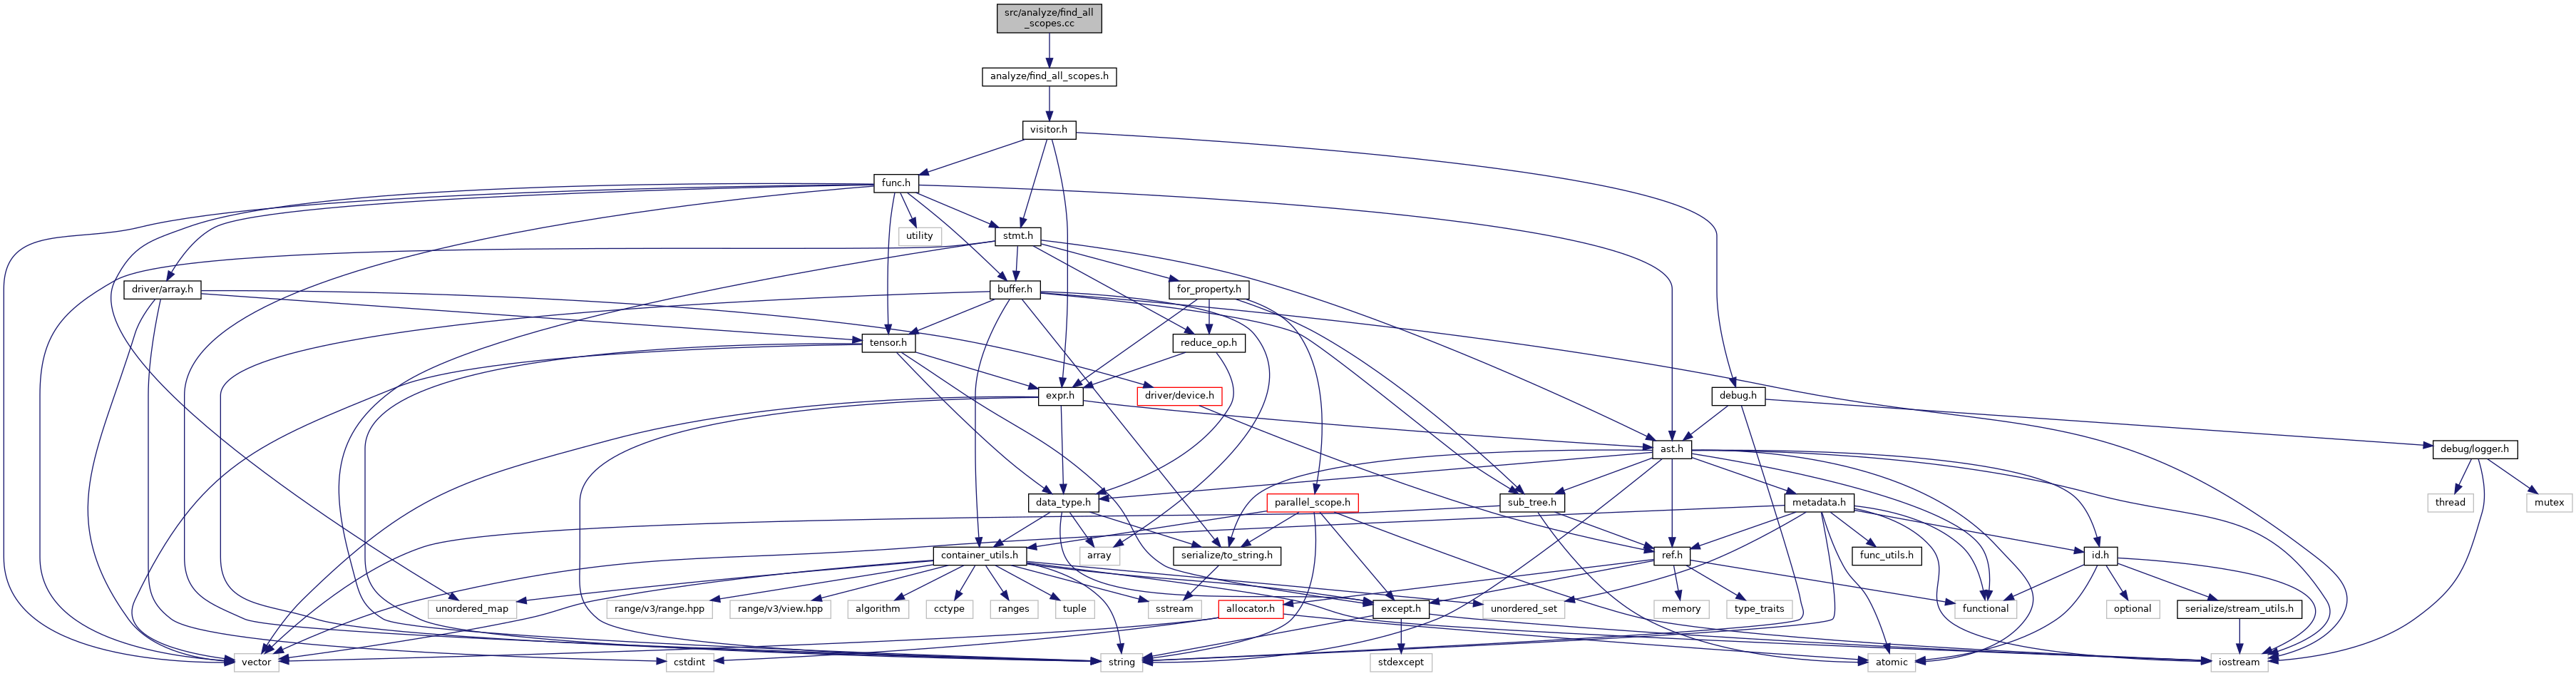 src/analyze/find_all
_scopes.cc
analyze/find_all_scopes.h
visitor.h
func.h
utility
stmt.h
driver/array.h
buffer.h
for_property.h
tensor.h
reduce_op.h
expr.h
driver/device.h
debug.h
ast.h
debug/logger.h
data_type.h
parallel_scope.h
sub_tree.h
metadata.h
thread
mutex
container_utils.h
array
serialize/to_string.h
ref.h
func_utils.h
id.h
unordered_map
range/v3/range.hpp
range/v3/view.hpp
algorithm
cctype
ranges
tuple
sstream
allocator.h
except.h
unordered_set
memory
type_traits
functional
optional
serialize/stream_utils.h
vector
cstdint
string
stdexcept
atomic
iostream